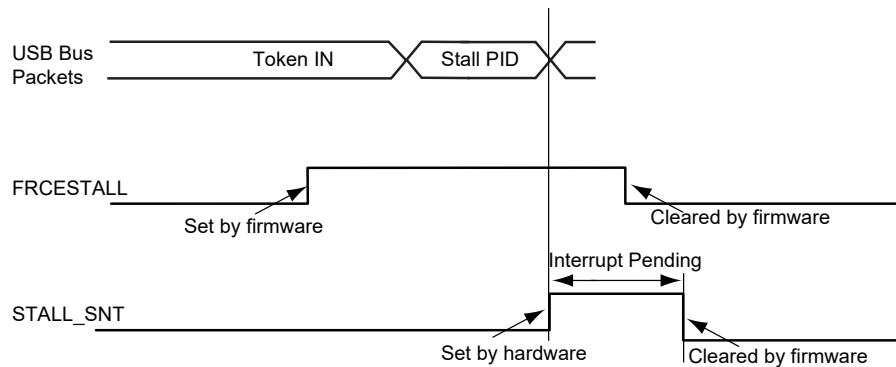 USB Bus
Packets
Token IN
Stall PID
FRCESTALL
Set by firmware
Cleared by firmware
Interrupt Pending
STALL_SNT
Set by hardware
Cleared by firmware